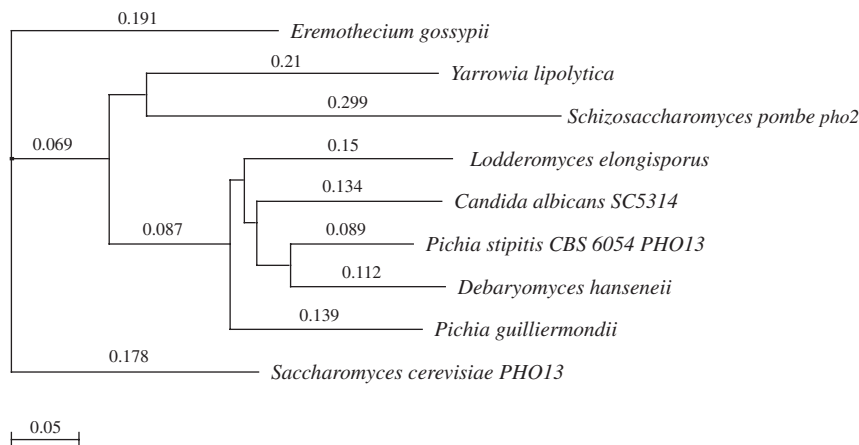 0.191
Eremothecium gossypii
0.21
Yarrowia lipolytica
0.299
Schizosaccharomyces pombe pho2
0.069
0.15
Lodderomyces elongisporus
0.134
Candida albicans SC5314
0.087
0.089
Pichia stipitis CBS 6054 PHO13
0.112
Debaryomyces hanseneii
0.139
Pichia guilliermondii
0.178
Saccharomyces cerevisiae PHO13
0.05